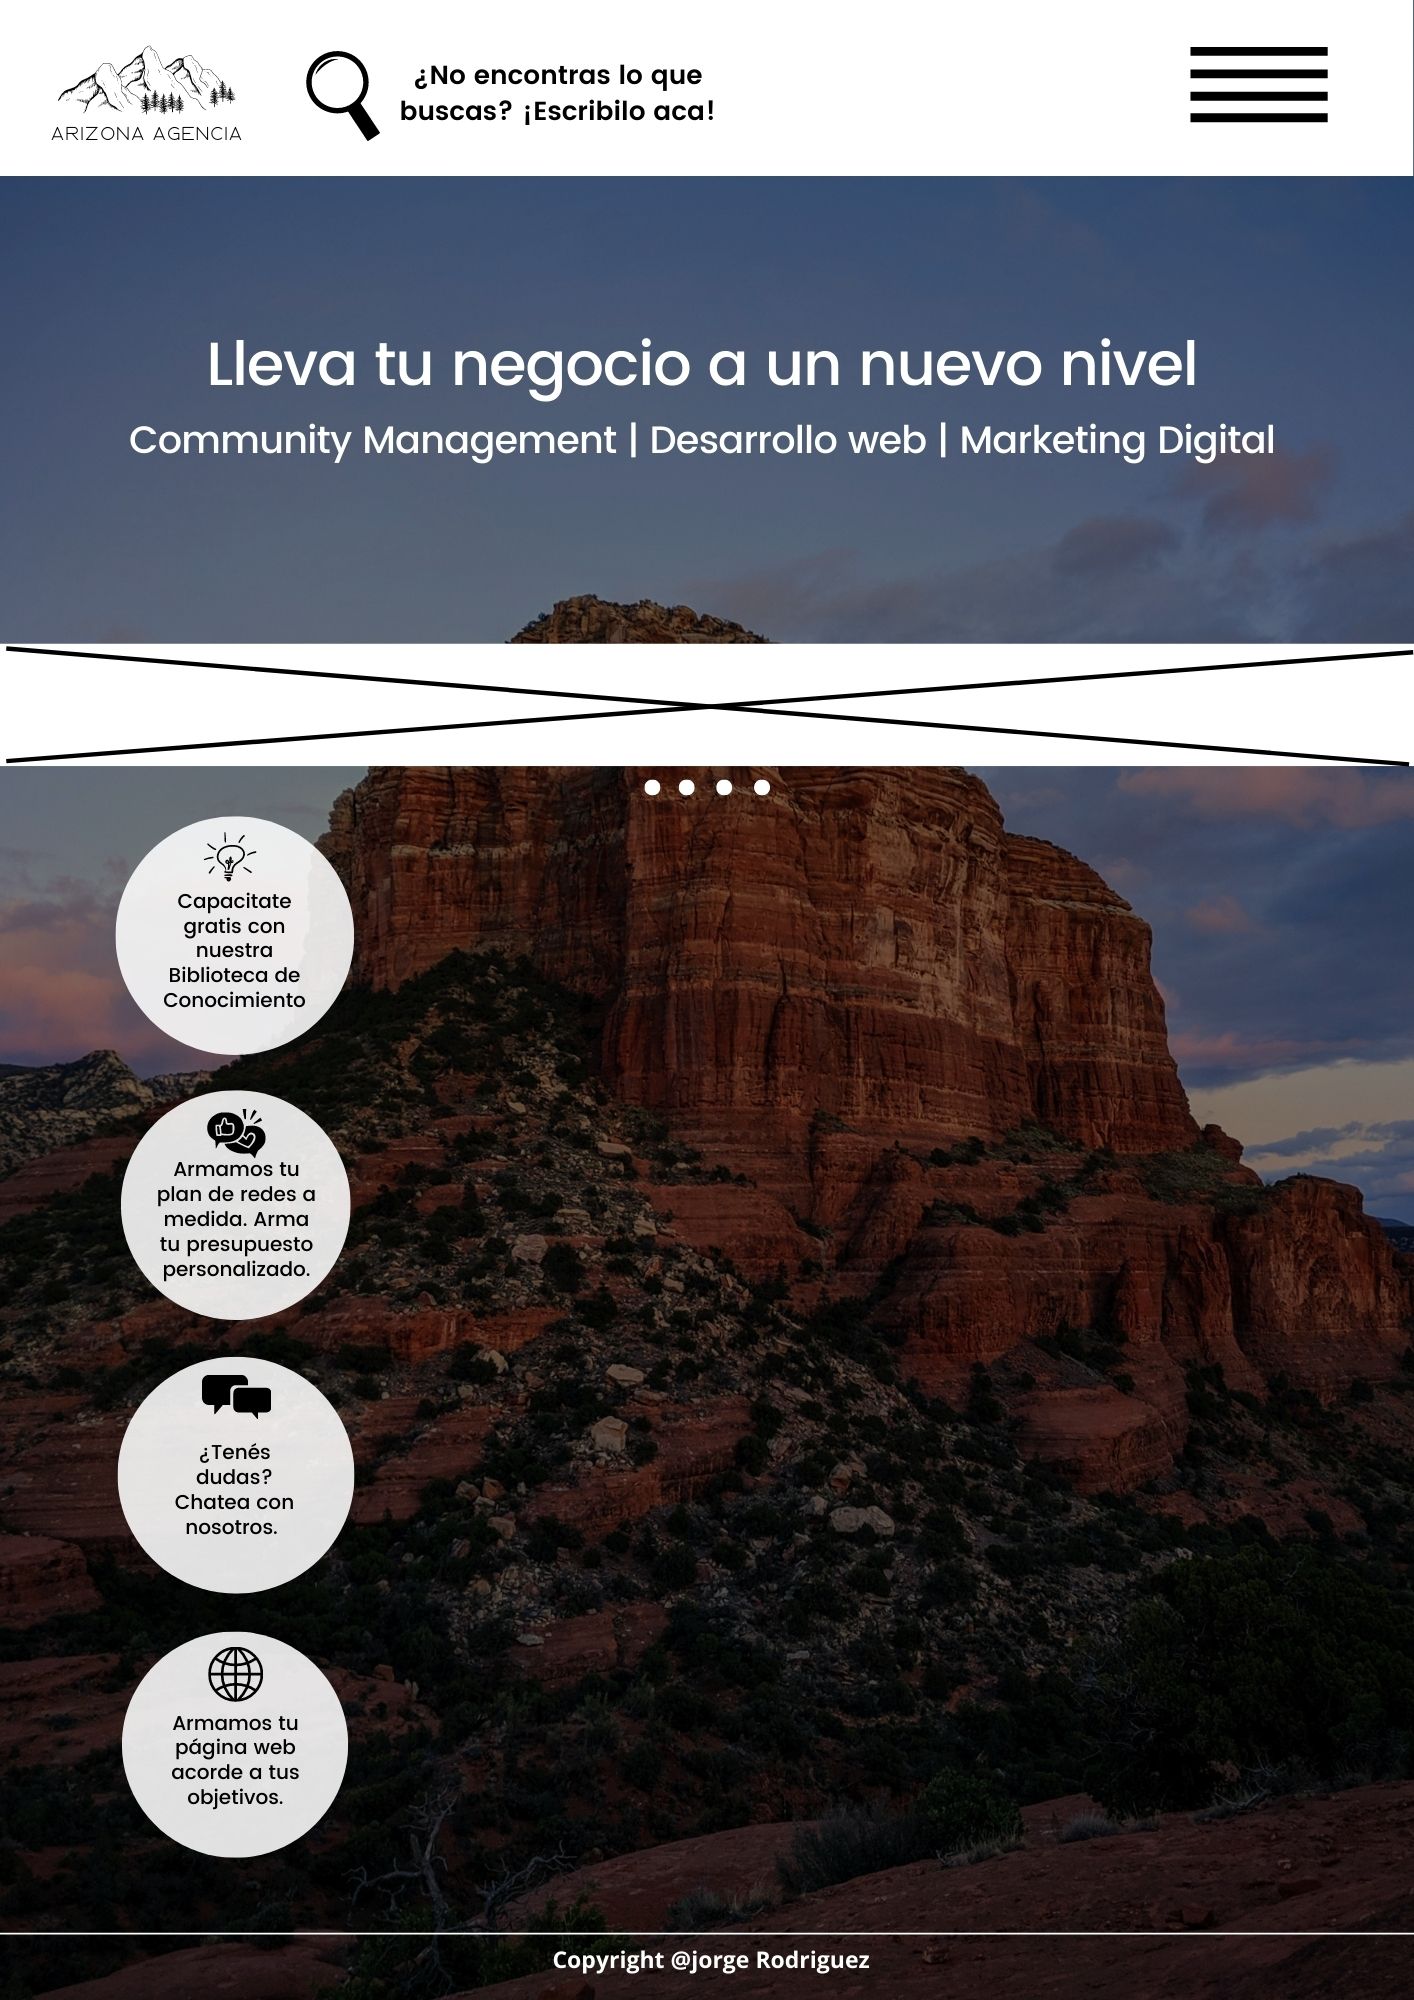 ARIZONA AGENCIA
¿No encontras lo que
buscas? ¡Escribilo aca!
Lleva tu negocio a un nuevo nivel
Community Management | Desarrollo web | Marketing Digital
Capacitate
gratis con
nuestra
Biblioteca de
Conocimiento
Armamos tu
plan de redes a
medida. Arma
tu presupuesto
personalizado.
¿Tenés
dudas?
Chatea con
nosotros.
Armamos tu
página web
acorde a tus
objetivos.
Copyright @jorge Rodriguez